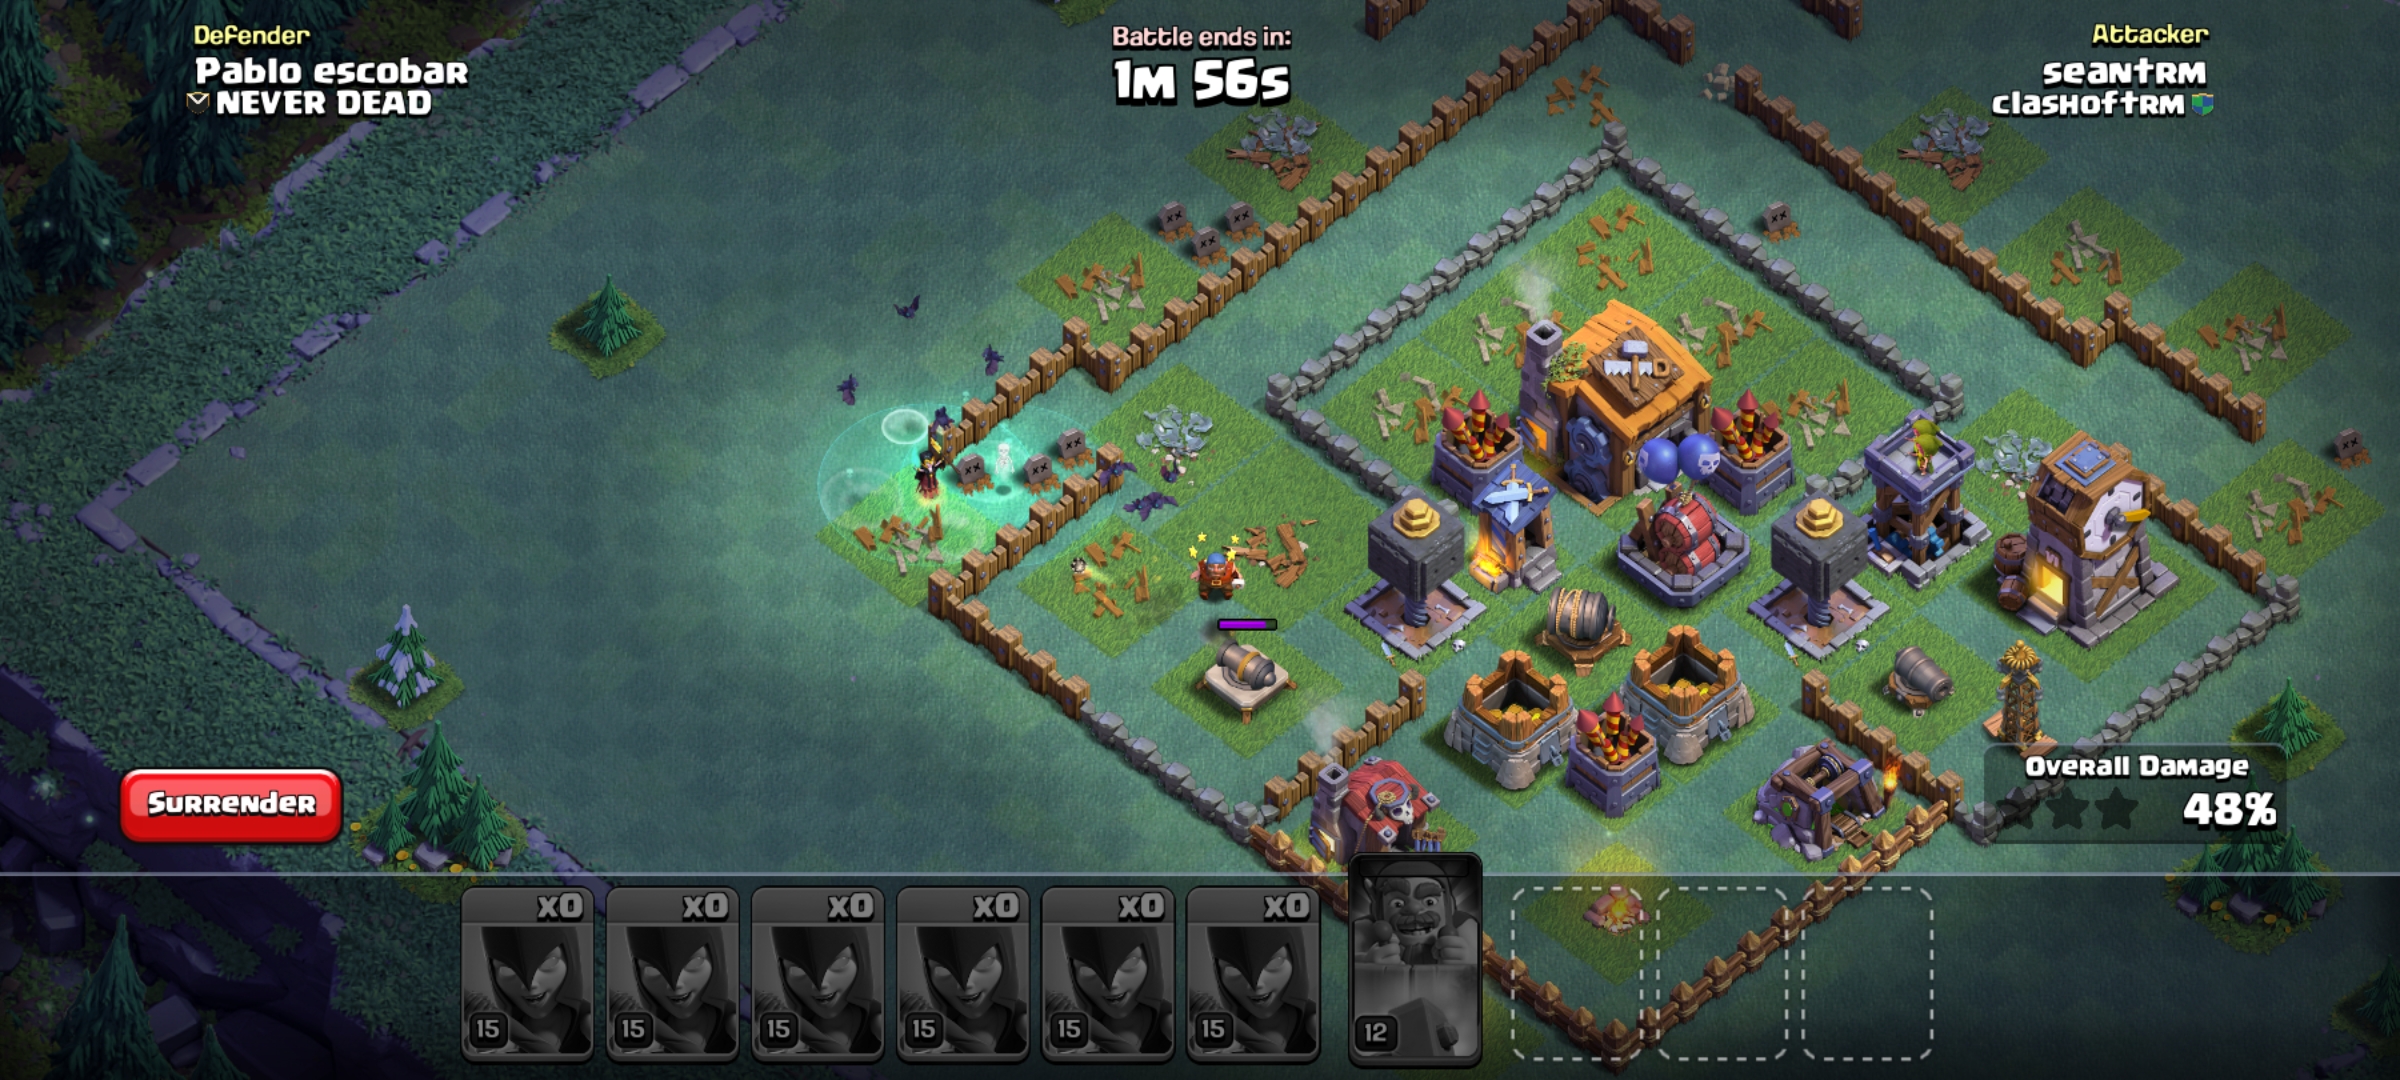 Defender
Pablo escobar
NEVER DEAD
Battle ends in:
1M 56s
Attacker
seantRM
clashoftRM
Surrender
Overall Damage
48%
x0 x0 x0 x0 x0 x0
15 15 15 15 15 15 12